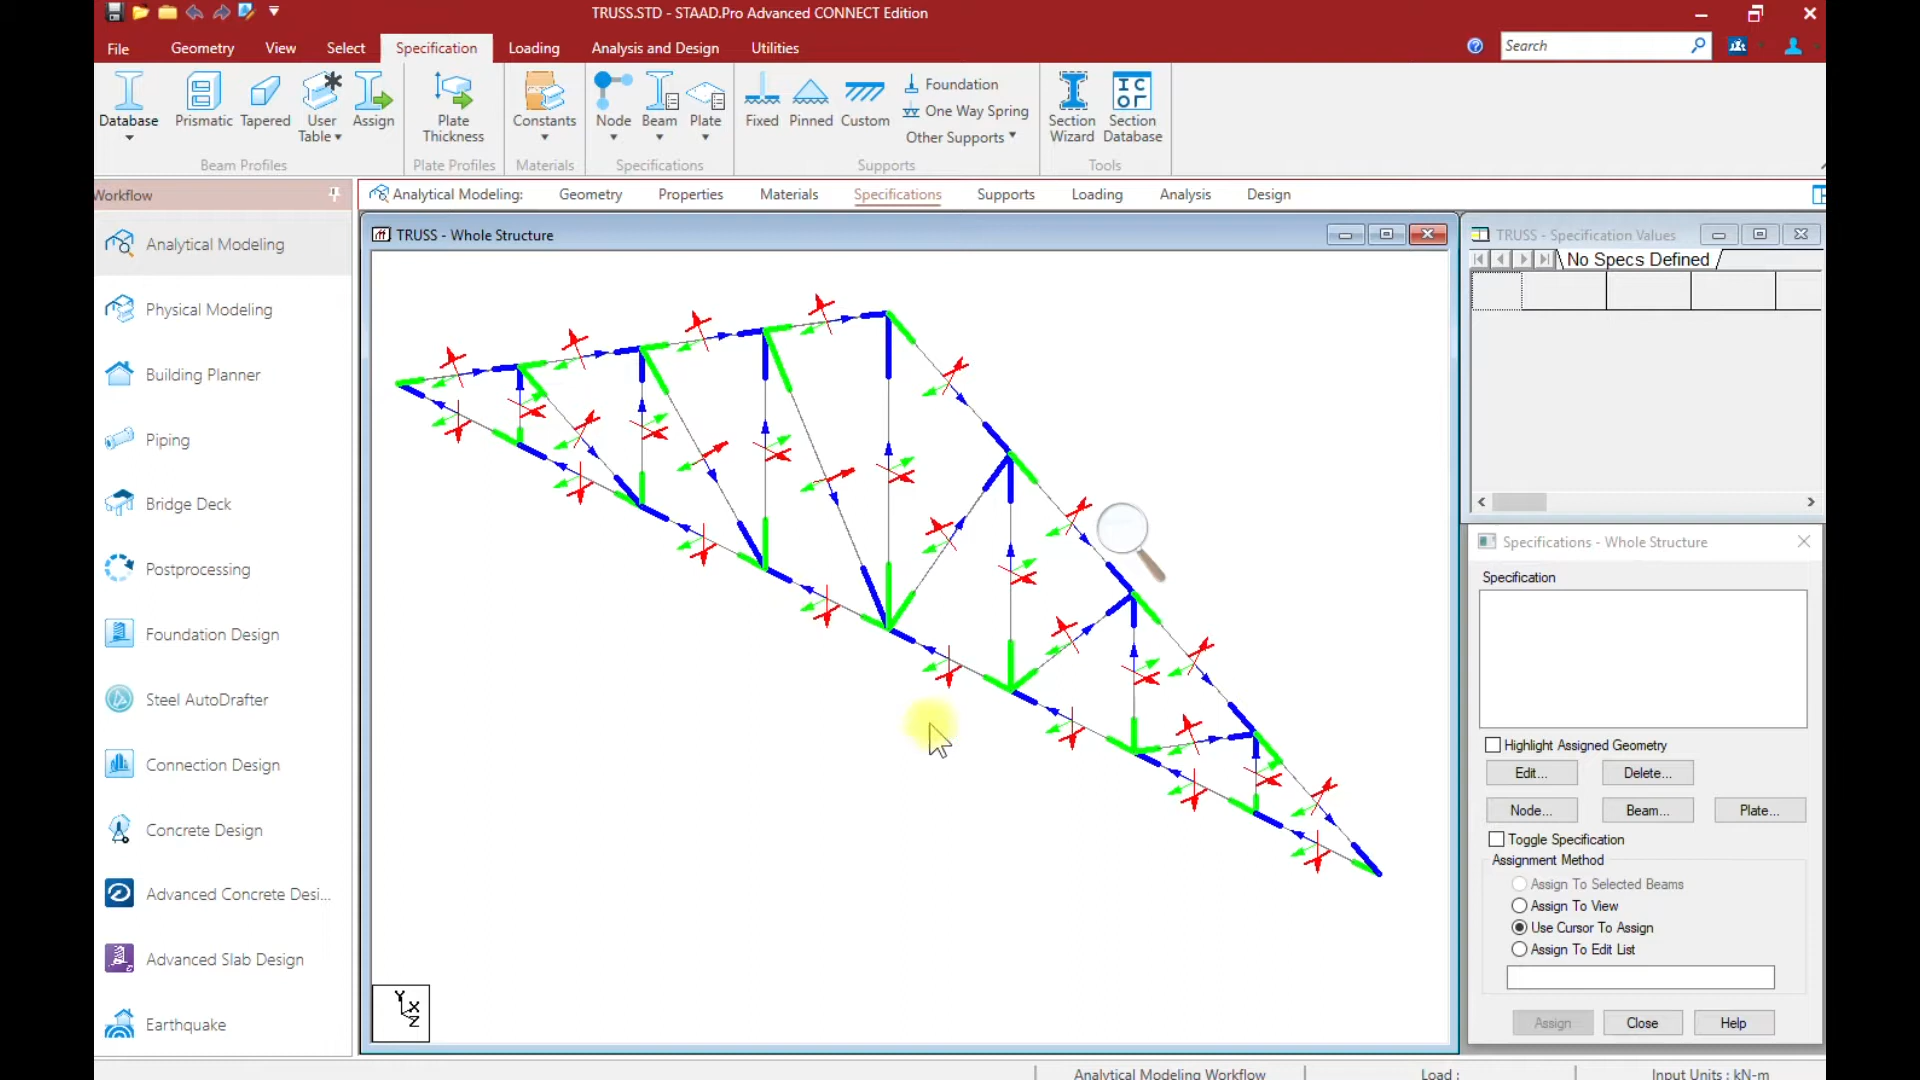 TRUSS.STD - STAAD.Pro Advanced CONNECT Edition
File Geometry View Select Specification Loading Analysis and Design Utilities Search
Database Prismatic Tapered User Table Assign
Beam Profiles
Plate Thickness
Plate Profiles
Constants
Materials
Node Beam Plate
Specifications
Fixed Pinned Custom
Foundation
One Way Spring
Other Supports
Supports
Section Wizard Section Database
Tools
Workflow
Analytical Modeling
Physical Modeling
Building Planner
Piping
Bridge Deck
Postprocessing
Foundation Design
Steel AutoDrafter
Connection Design
Concrete Design
Advanced Concrete Desi...
Advanced Slab Design
Earthquake
Analytical Modeling: Geometry Properties Materials Specifications Supports Loading Analysis Design
TRUSS - Whole Structure
Y
X
Z
TRUSS - Specification Values
No Specs Defined
Specifications - Whole Structure
Specification
Highlight Assigned Geometry
Edit... Delete...
Node... Beam... Plate...
Toggle Specification
Assignment Method
Assign To Selected Beams
Assign To View
Use Cursor To Assign
Assign To Edit List
Assign Close Help
Analytical Modeling Workflow Load : Input Units : kN-m